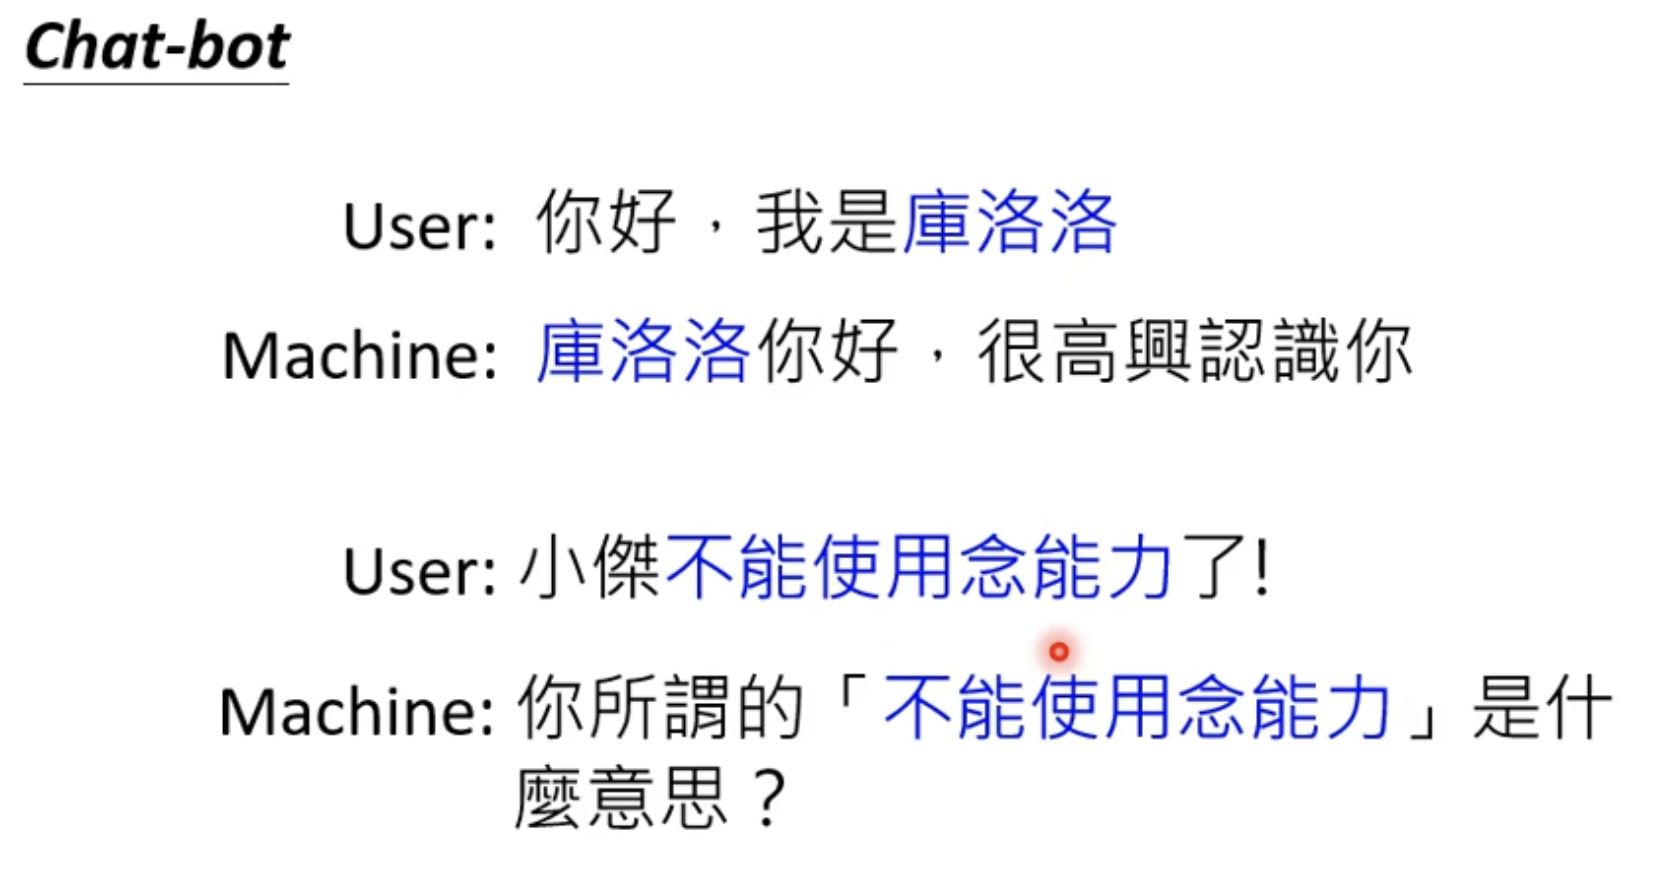 Chat-bot
User: 你好，我是庫洛洛
Machine: 庫洛洛你好，很高興認識你
User: 小傑不能使用念能力了!
Machine: 你所謂的「不能使用念能力」是什
麼意思？